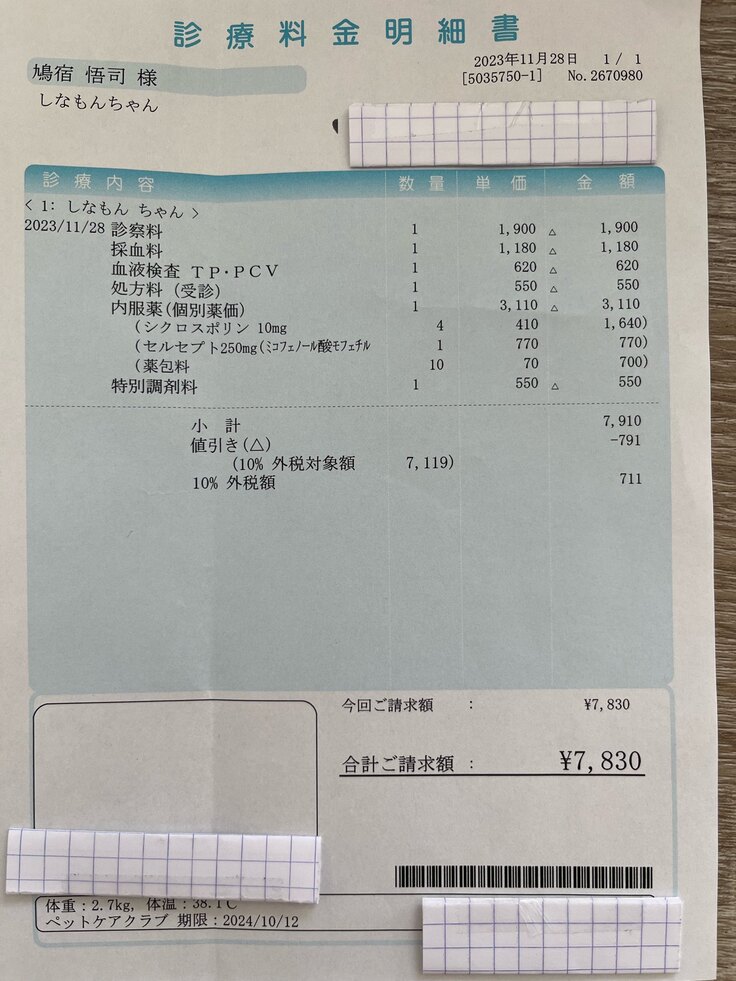 診療料金明細書
2023年11月28日 1/ 1
鳩宿 悟司 様
[5035750-1] No.2670980
しなもんちゃん
診療内容 数量 単価 金額
< 1: しなもん ちゃん >
2023/11/28 診察料 1 1,900 △ 1,900
採血料 1 1,180 △ 1,180
血液検査 TP・PCV 1 620 △ 620
処方料 (受診) 1 550 △ 550
内服薬(個別薬価) 1 3,110 △ 3,110
(シクロスポリン 10mg 4 410 1,640)
(セルセプト250mg(ミコフェノール酸モフェチル 1 770 770)
(薬包料 10 70 700)
特別調剤料 1 550 △ 550
小 計 7,910
値引き(△) -791
(10% 外税対象額 7,119)
10% 外税額 711
今回ご請求額 : ¥7,830
合計ご請求額 : ¥7,830
体重:2.7kg, 体温:38.1℃
ペットケアクラブ 期限:2024/10/12